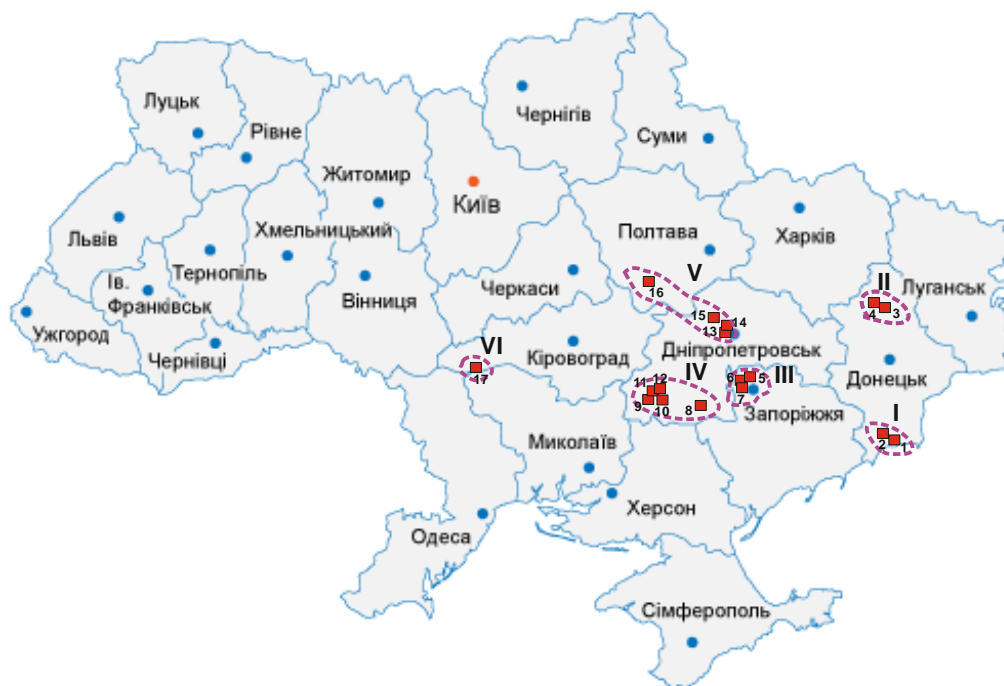 Луцьк
Рівне
Чернігів
Суми
Житомир
Київ
Львів
Хмельницький
Тернопіль
Ів.
Франківськ
Вінниця
Ужгород
Чернівці
Черкаси
Полтава
Харків
Луганськ
V
16
15
14
13
II
4
3
Дніпропетровськ
Кіровоград
VI
17
IV
11
12
9
10
8
6
5
7
III
Запоріжжя
Донецьк
I
2
1
Миколаїв
Херсон
Одеса
Сімферополь